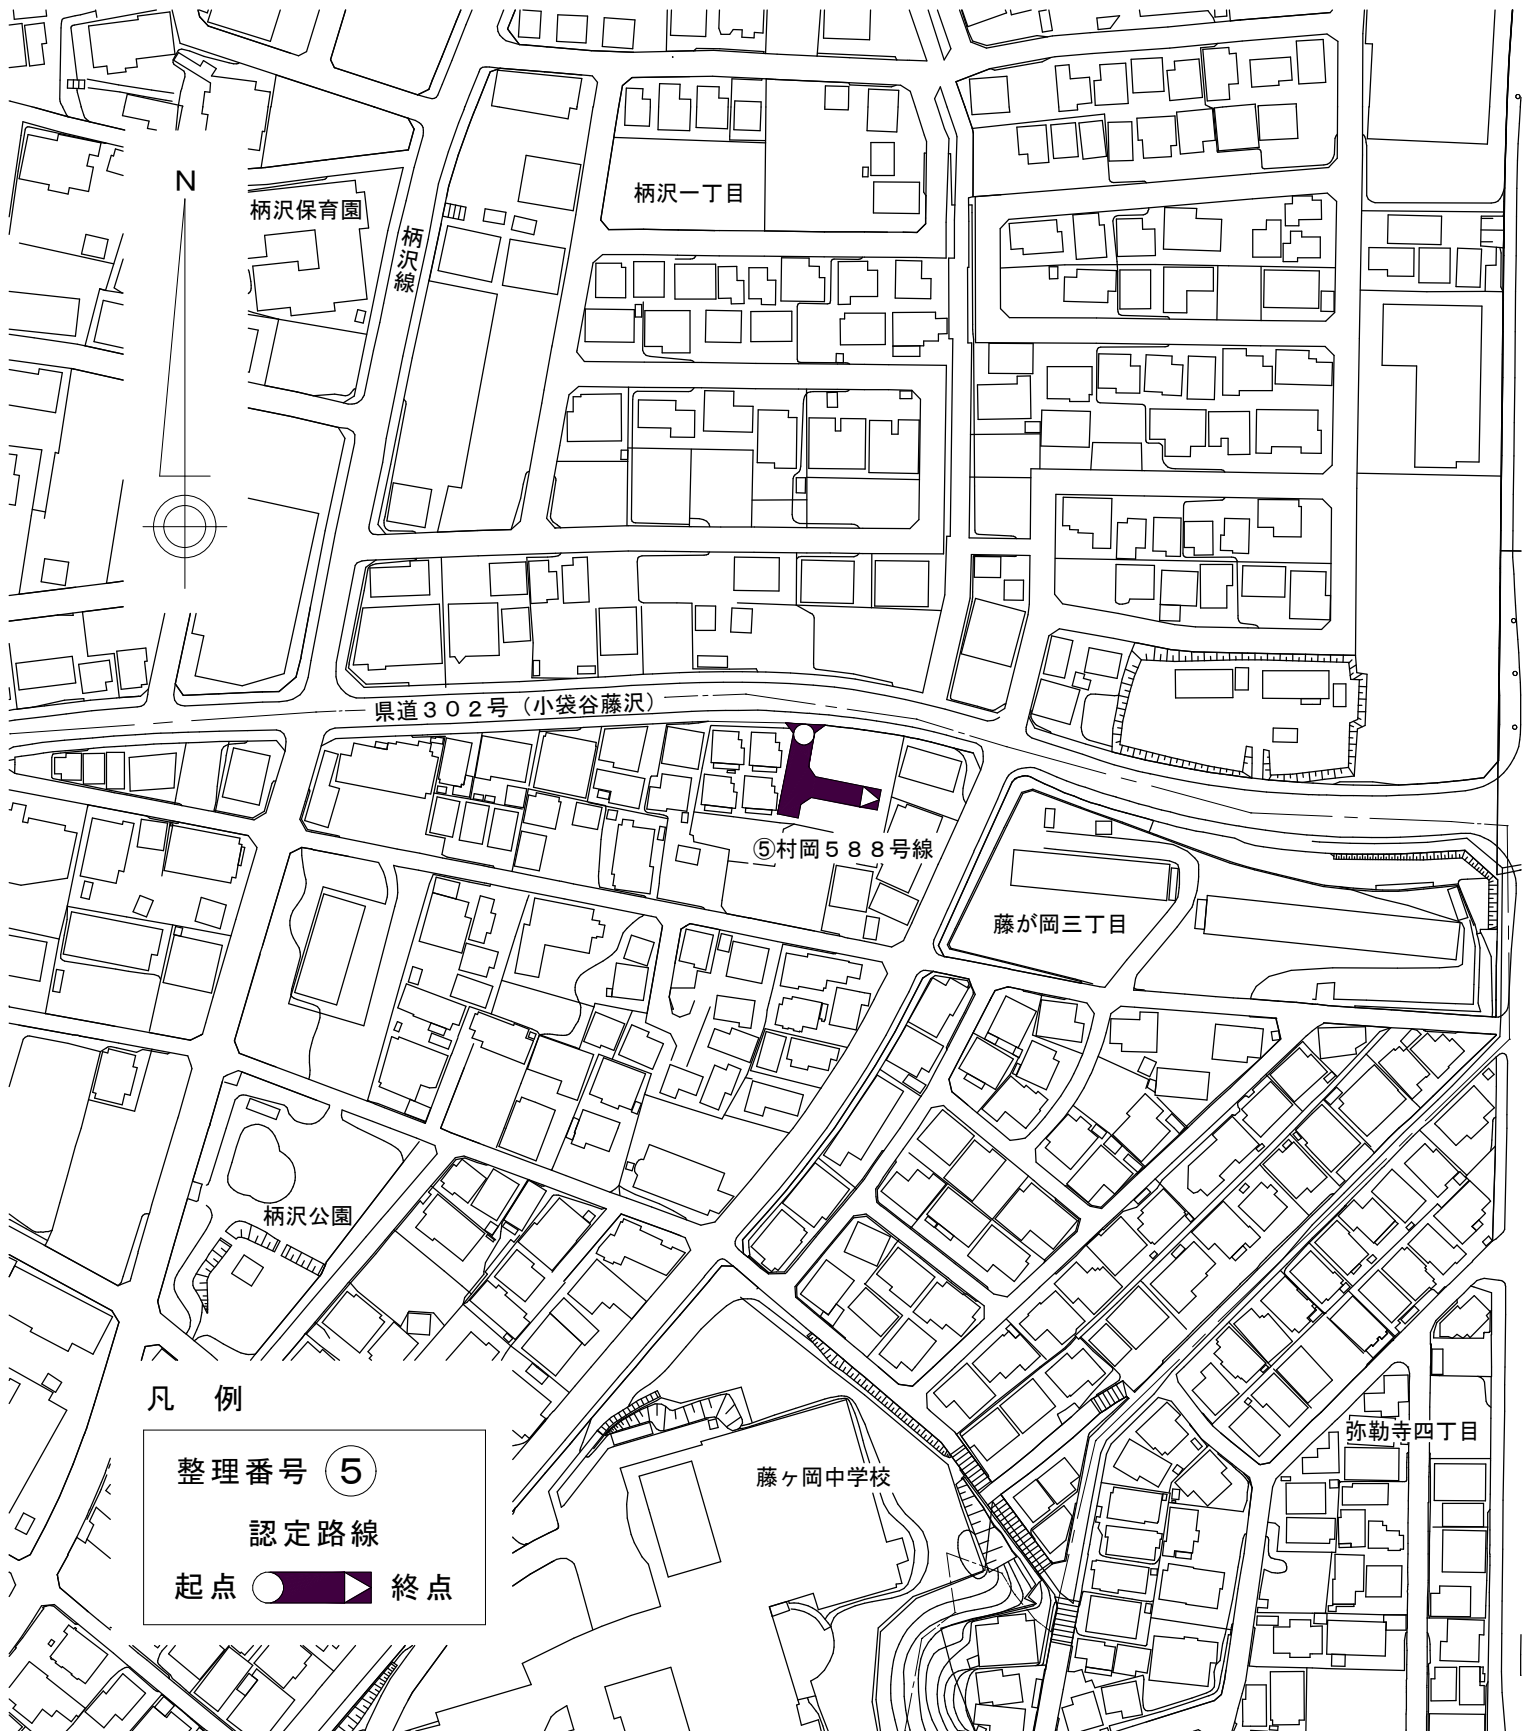 N
柄沢保育園
柄沢一丁目
柄沢線
県道３０２号（小袋谷藤沢）
⑤村岡５８８号線
藤が岡三丁目
柄沢公園
弥勒寺四丁目
藤ヶ岡中学校
凡 例
整理番号 ⑤
認定路線
起点 終点